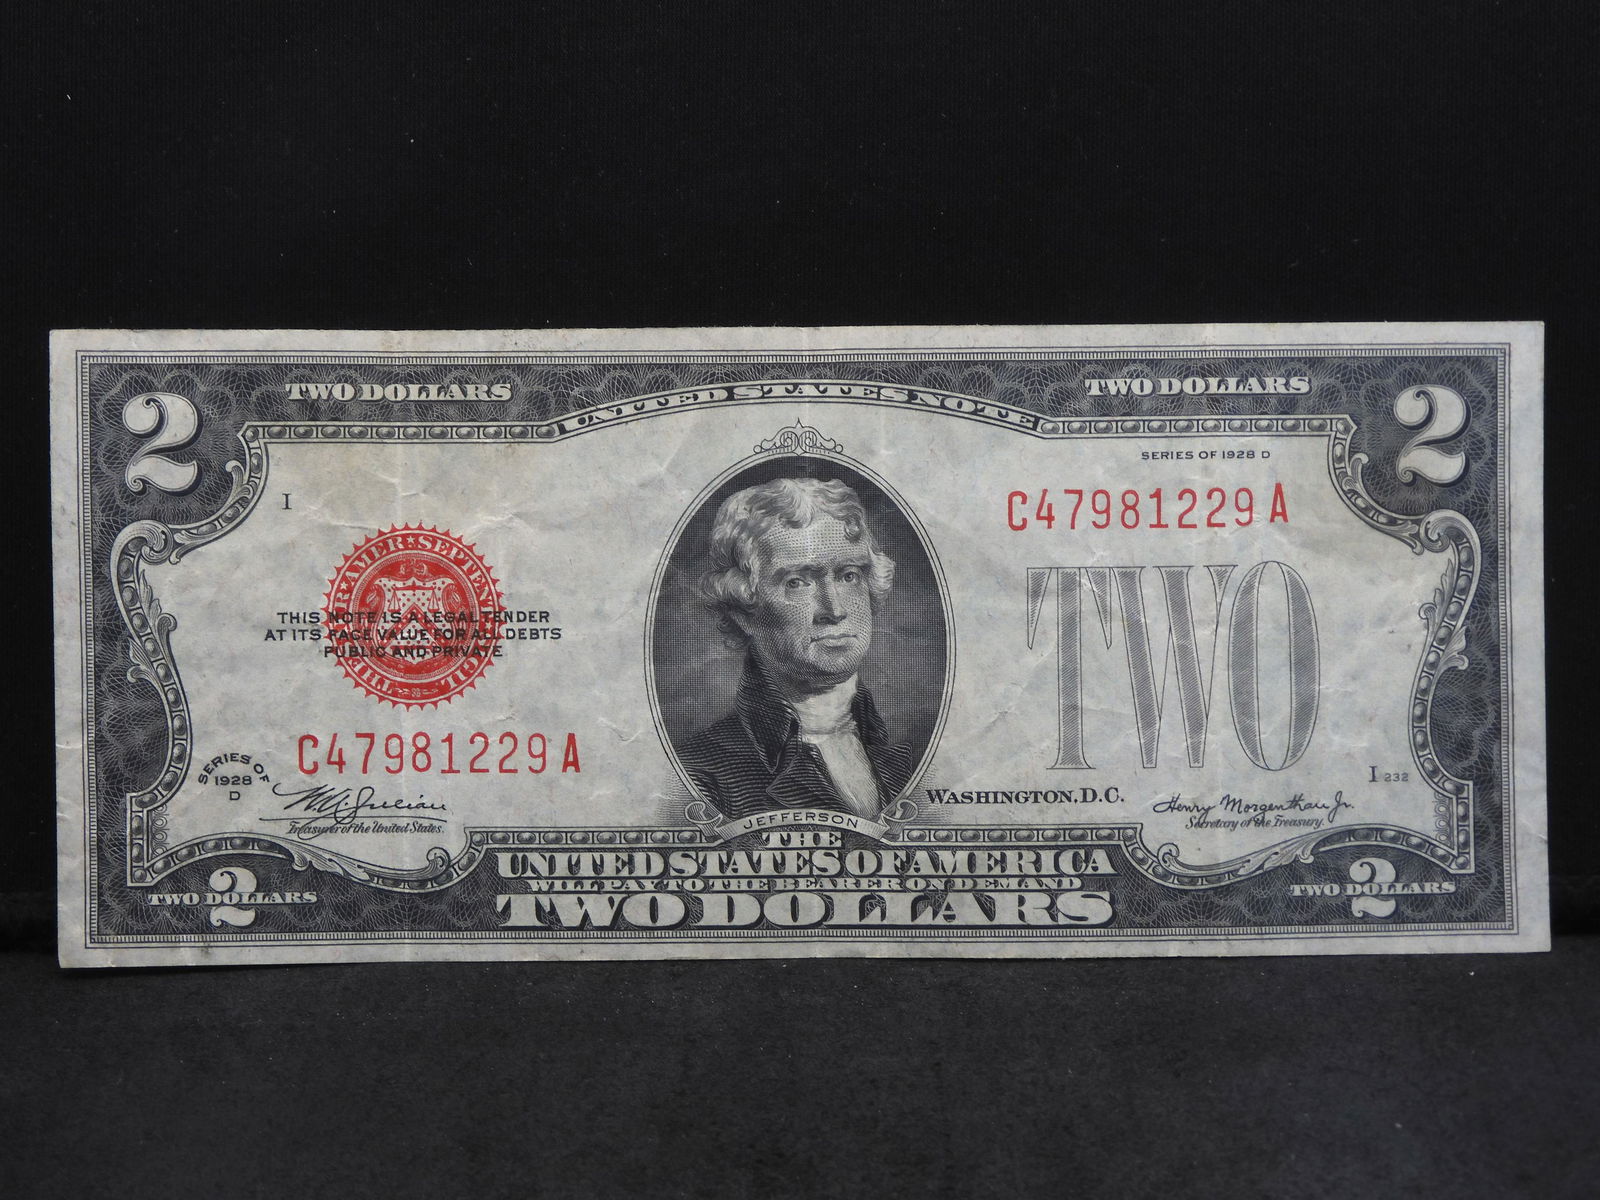 TWO DOLLARS
UNITED STATES NOTE
TWO DOLLARS
2
2
SERIES OF 1928 D
I
C47981229A
THIS NOTE IS A LEGAL TENDER
AT ITS FACE VALUE FOR ALL DEBTS
PUBLIC AND PRIVATE
TWO
C47981229A
SERIES OF
1928
D
W.A. Julian
Treasurer of the United States.
WASHINGTON, D.C.
I 232
Henry Morgenthau Jr.
Secretary of the Treasury.
JEFFERSON
THE
UNITED STATES OF AMERICA
WILL PAY TO THE BEARER ON DEMAND
TWO DOLLARS
TWO DOLLARS
2
TWO DOLLARS
2